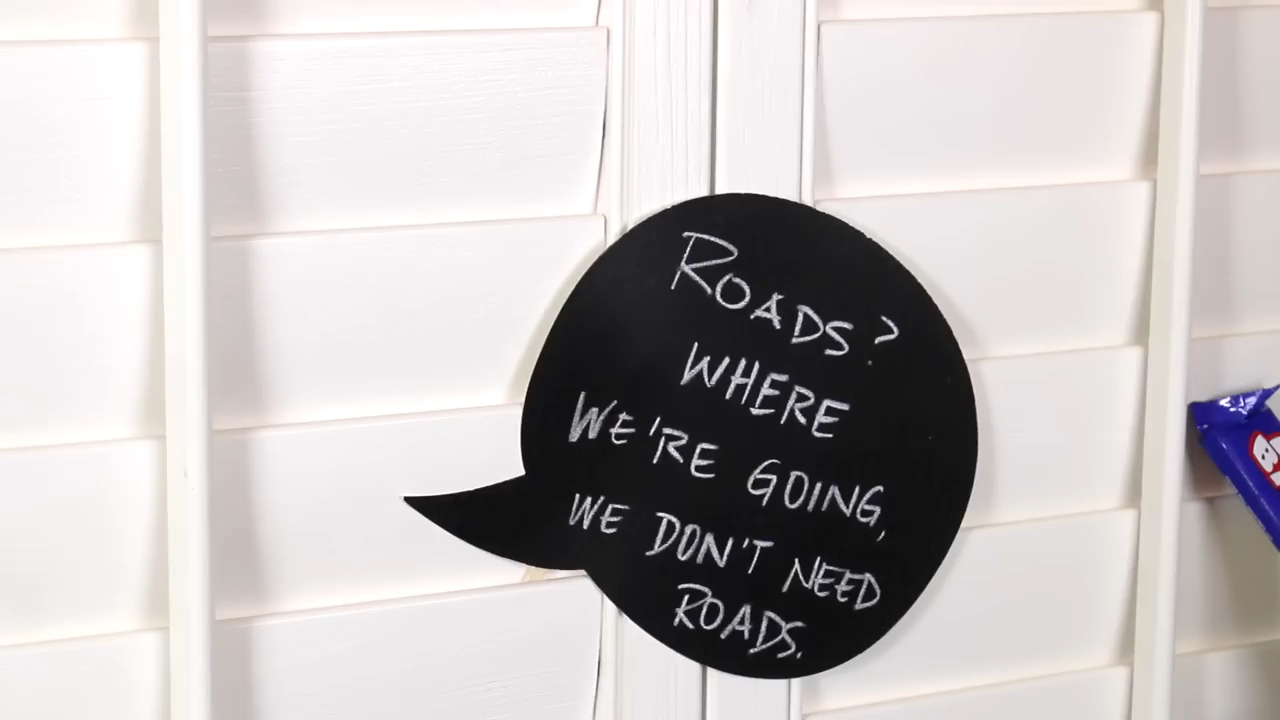 ROADS?
WHERE
WE'RE GOING,
WE DON'T NEED
ROADS.